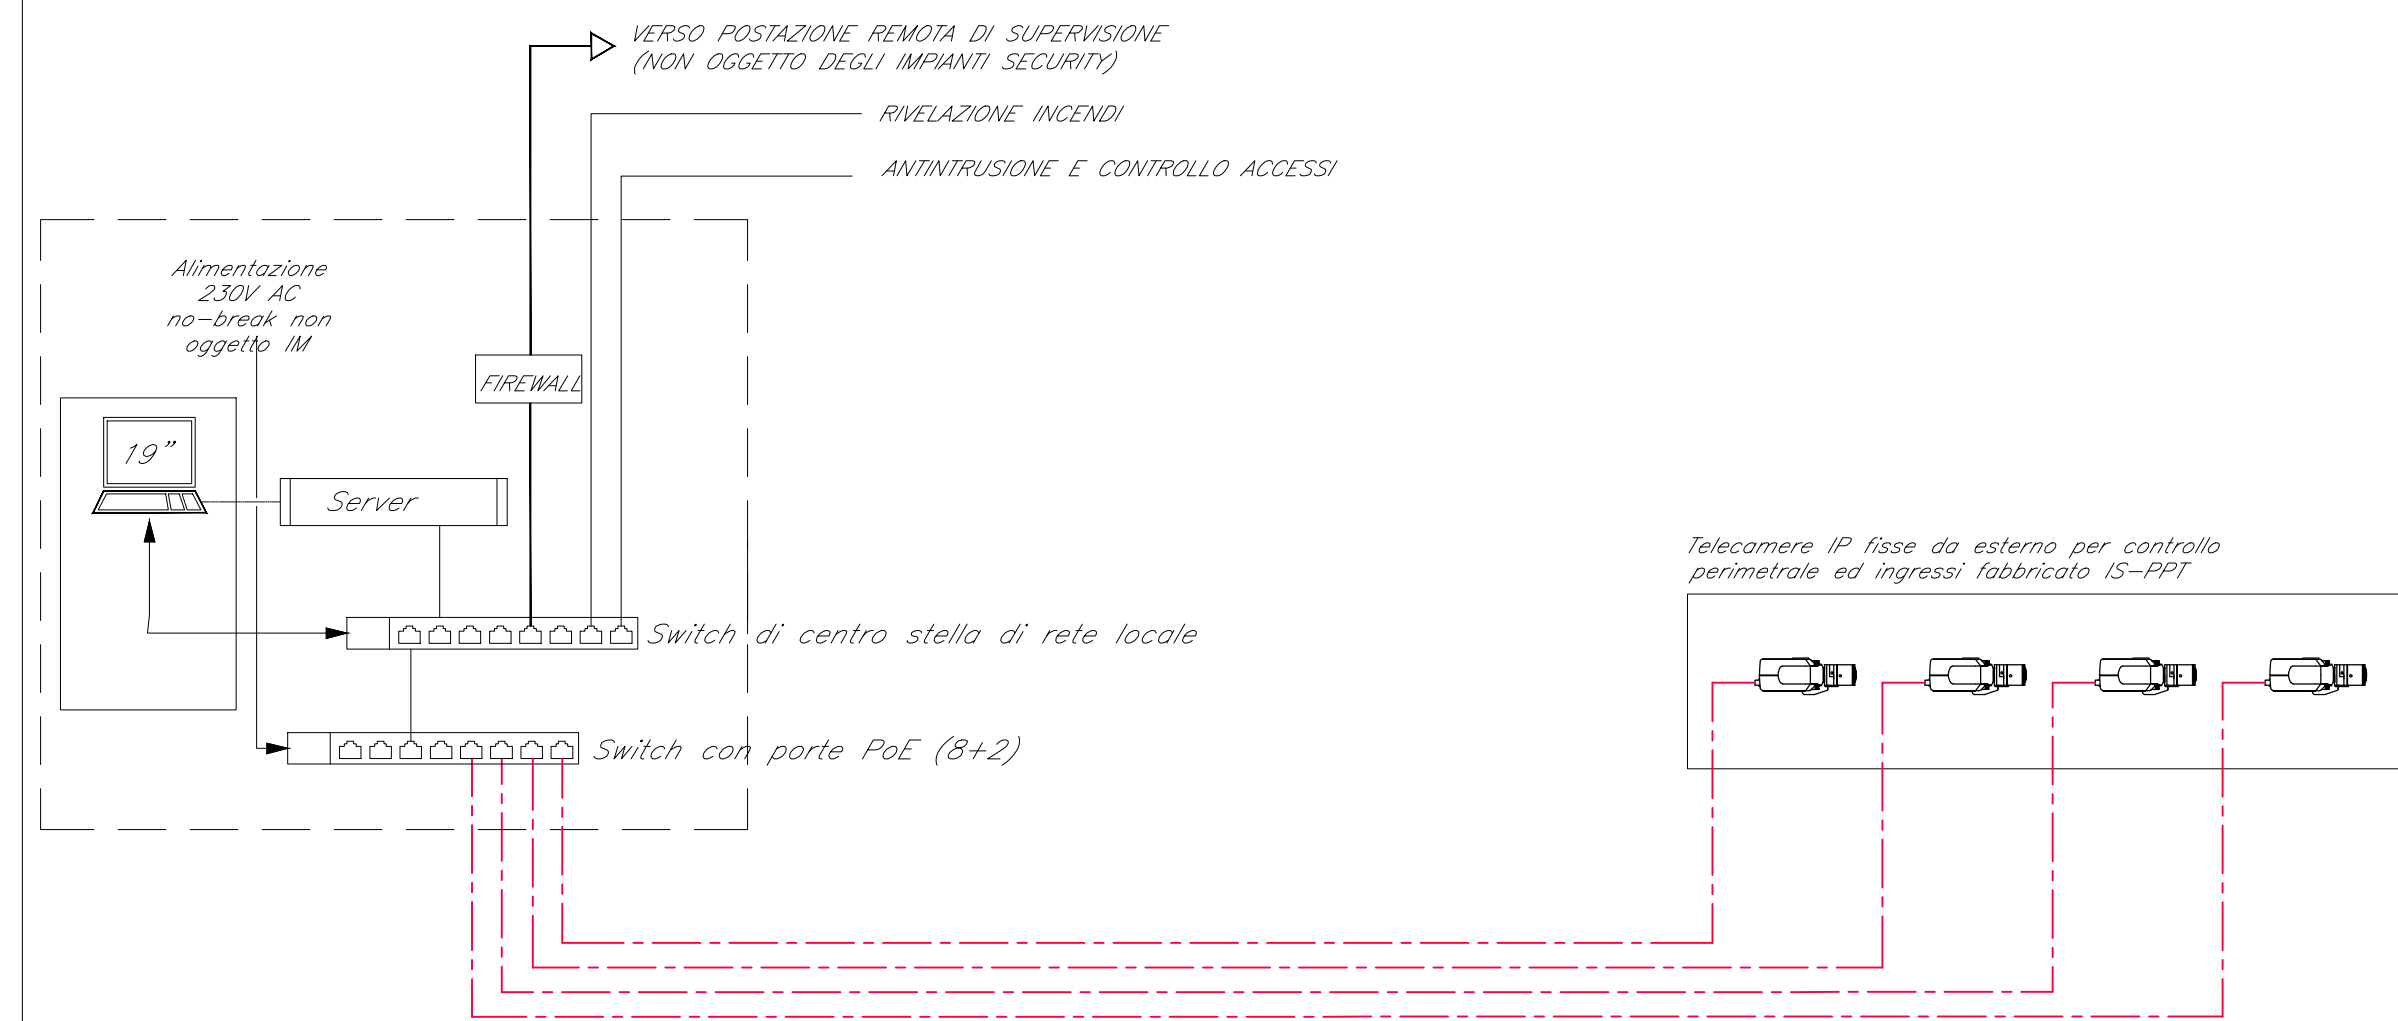 VERSO POSTAZIONE REMOTA DI SUPERVISIONE
(NON OGGETTO DEGLI IMPIANTI SECURITY)
RIVELAZIONE INCENDI
ANTINTRUSIONE E CONTROLLO ACCESSI
Alimentazione
230V AC
no-break non
oggetto IM
FIREWALL
19"
Server
Telecamere IP fisse da esterno per controllo
perimetrale ed ingressi fabbricato IS-PPT
Switch di centro stella di rete locale
Switch con porte PoE (8+2)